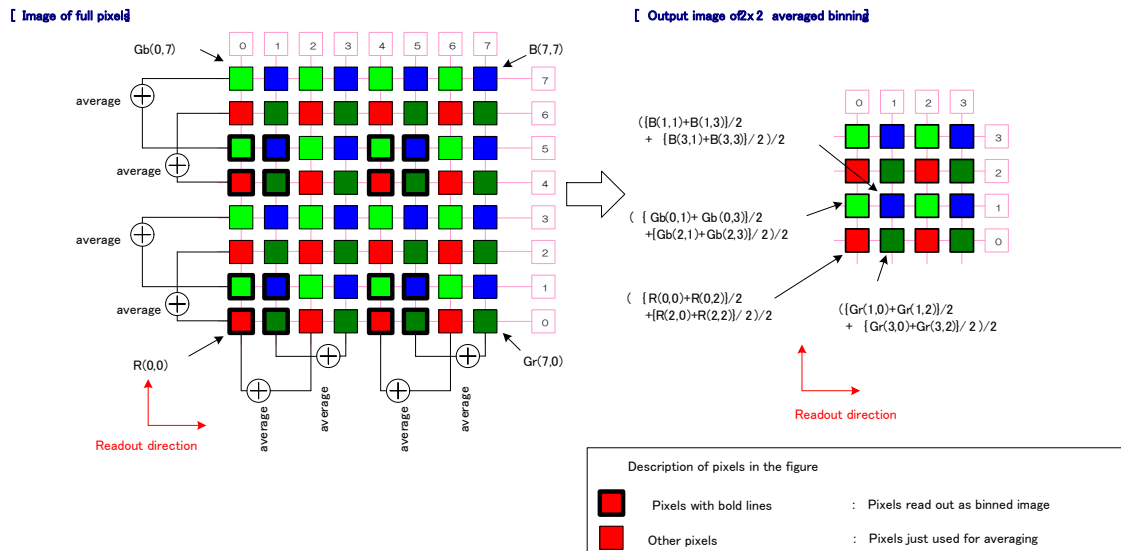 [ Image of full pixels]
Gb(0,7)
0 1 2 3 4 5 6 7
B(7,7)
7
6
5
4
3
2
1
0
average
average
average
average
R(0,0)
Gr(7,0)
average
average
average
average
Readout direction
[ Output image of2x 2 averaged binning]
0 1 2 3
3
2
1
0
({B(1,1)+B(1,3)}/2
+ {B(3,1)+B(3,3)}/ 2 )/2
( { Gb(0,1)+ Gb (0,3)}/2
+{Gb(2,1)+Gb(2,3)}/ 2 )/2
( {R(0,0)+R(0,2)}/2
+{R(2,0)+R(2,2)}/ 2 )/2
({Gr(1,0)+Gr(1,2)}/2
+ {Gr(3,0)+Gr(3,2)}/ 2 )/2
Readout direction
Description of pixels in the figure
Pixels with bold lines : Pixels read out as binned image
Other pixels : Pixels just used for averaging